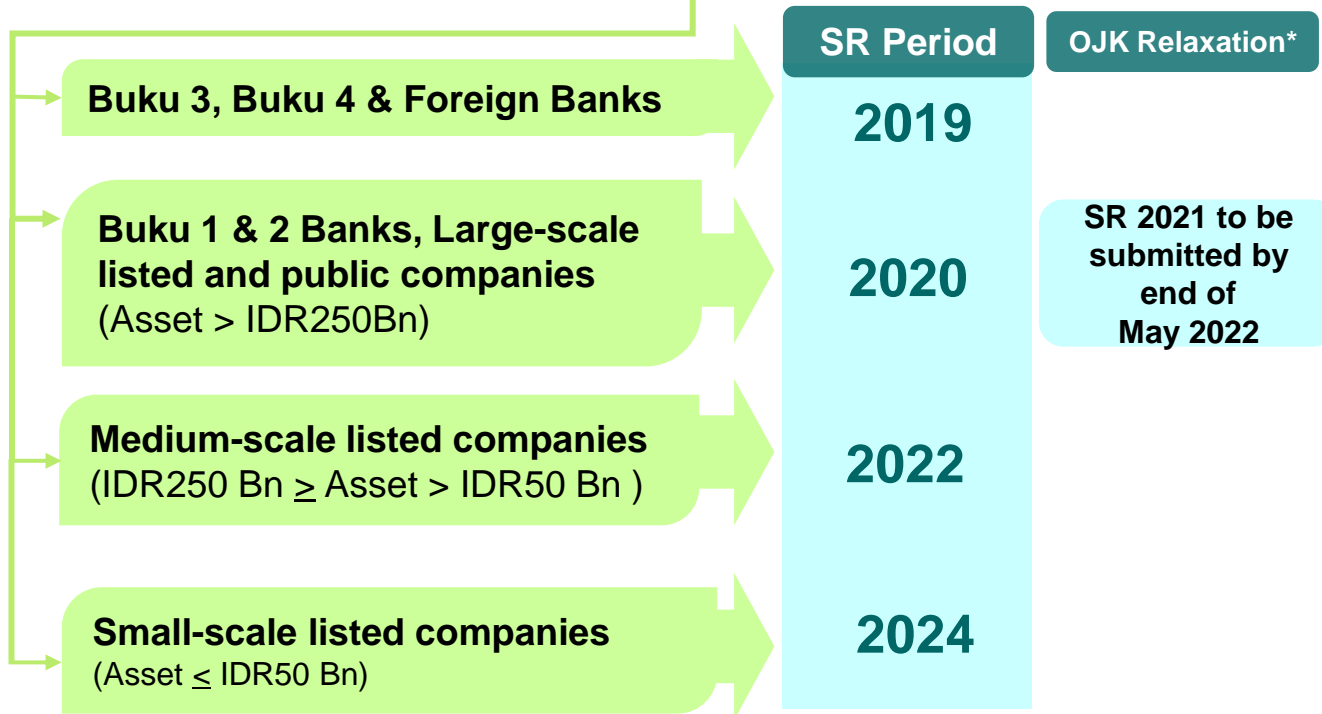 SR Period
OJK Relaxation*
Buku 3, Buku 4 & Foreign Banks
2019
Buku 1 & 2 Banks, Large-scale
listed and public companies
(Asset > IDR250Bn)
2020
SR 2021 to be
submitted by
end of
May 2022
Medium-scale listed companies
(IDR250 Bn ≥ Asset > IDR50 Bn )
2022
Small-scale listed companies
(Asset ≤ IDR50 Bn)
2024